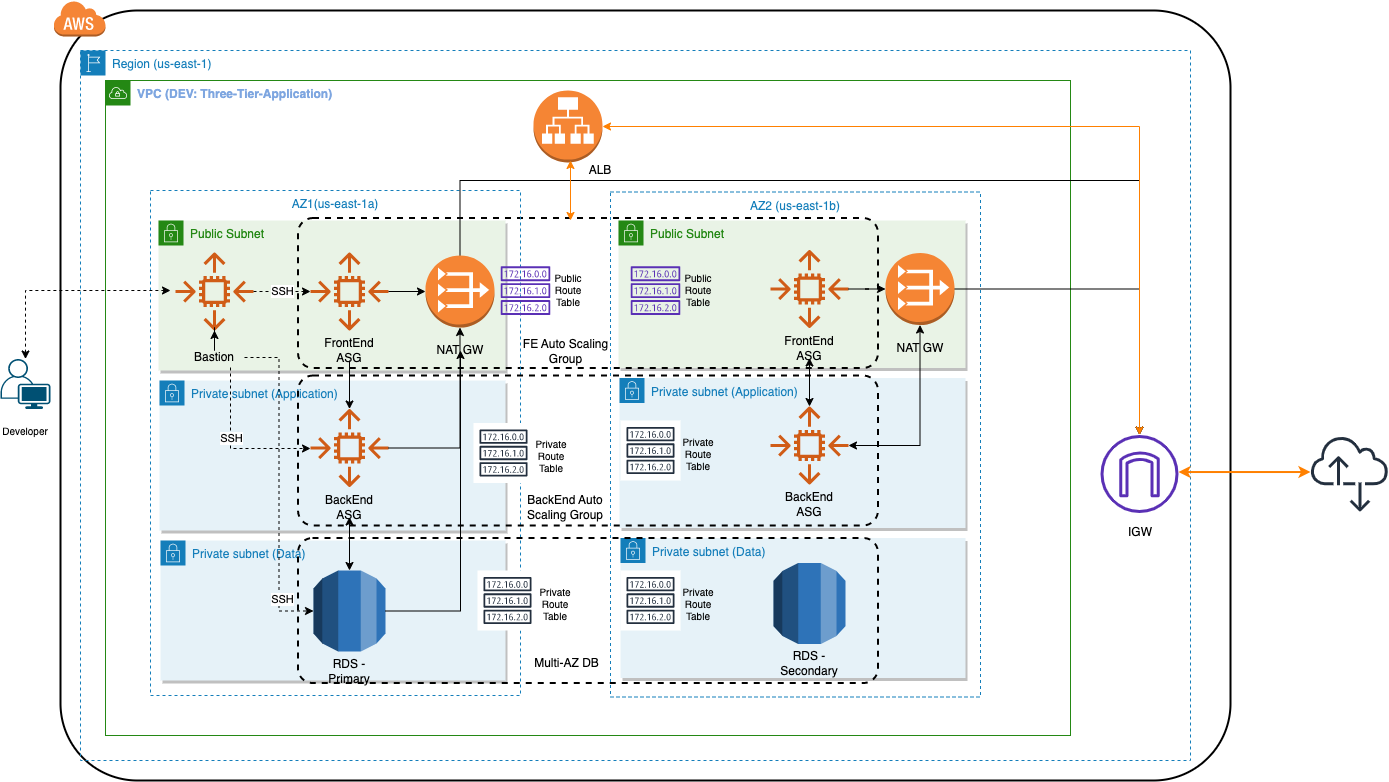 AWS
Region (us-east-1)
VPC (DEV: Three-Tier-Application)
ALB
AZ1(us-east-1a)
AZ2 (us-east-1b)
Public Subnet
Public Subnet
SSH
172.16.0.0
172.16.1.0
172.16.2.0
Public
Route
Table
172.16.0.0
172.16.1.0
172.16.2.0
Public
Route
Table
Bastion
FrontEnd
ASG
NAT GW
FE Auto Scaling
Group
FrontEnd
ASG
NAT GW
Developer
Private subnet (Application)
Private subnet (Application)
SSH
172.16.0.0
172.16.1.0
172.16.2.0
Private
Route
Table
172.16.0.0
172.16.1.0
172.16.2.0
Private
Route
Table
BackEnd
ASG
BackEnd Auto
Scaling Group
BackEnd
ASG
IGW
Private subnet (Data)
Private subnet (Data)
SSH
172.16.0.0
172.16.1.0
172.16.2.0
Private
Route
Table
172.16.0.0
172.16.1.0
172.16.2.0
Private
Route
Table
RDS -
Primary
Multi-AZ DB
RDS -
Secondary